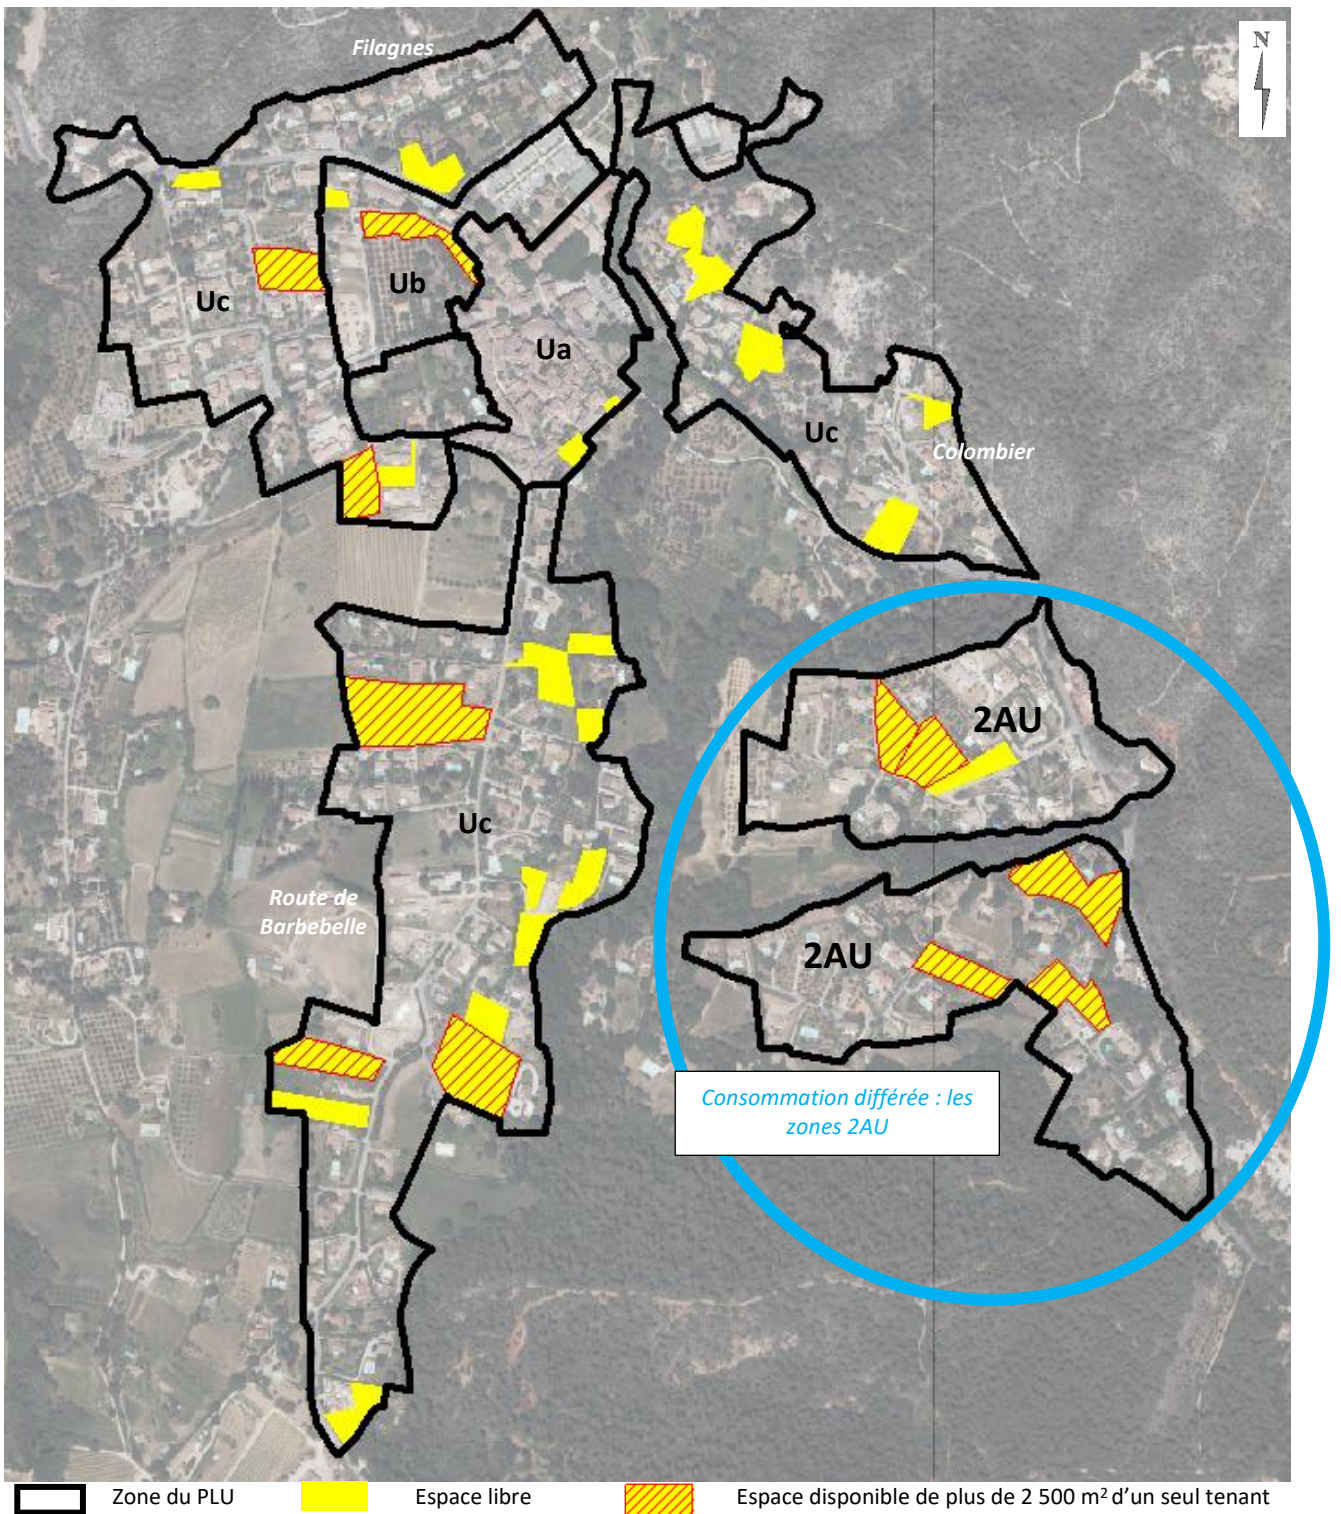 Filagnes
N
Ub
Uc
Ua
Uc
Colombier
2AU
Uc
Route de
Barbebelle
2AU
Consommation différée : les
zones 2AU
Zone du PLU
Espace libre
Espace disponible de plus de 2 500 m² d'un seul tenant